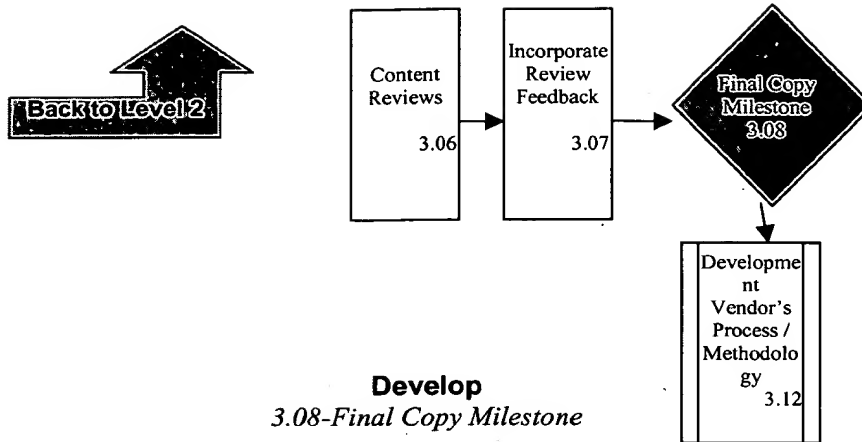 Back to Level 2
Content
Reviews
3.06
Incorporate
Review
Feedback
3.07
Final Copy
Milestone
3.08
Developme
nt
Vendor's
Process /
Methodolo
gy
3.12
Develop
3.08-Final Copy Milestone